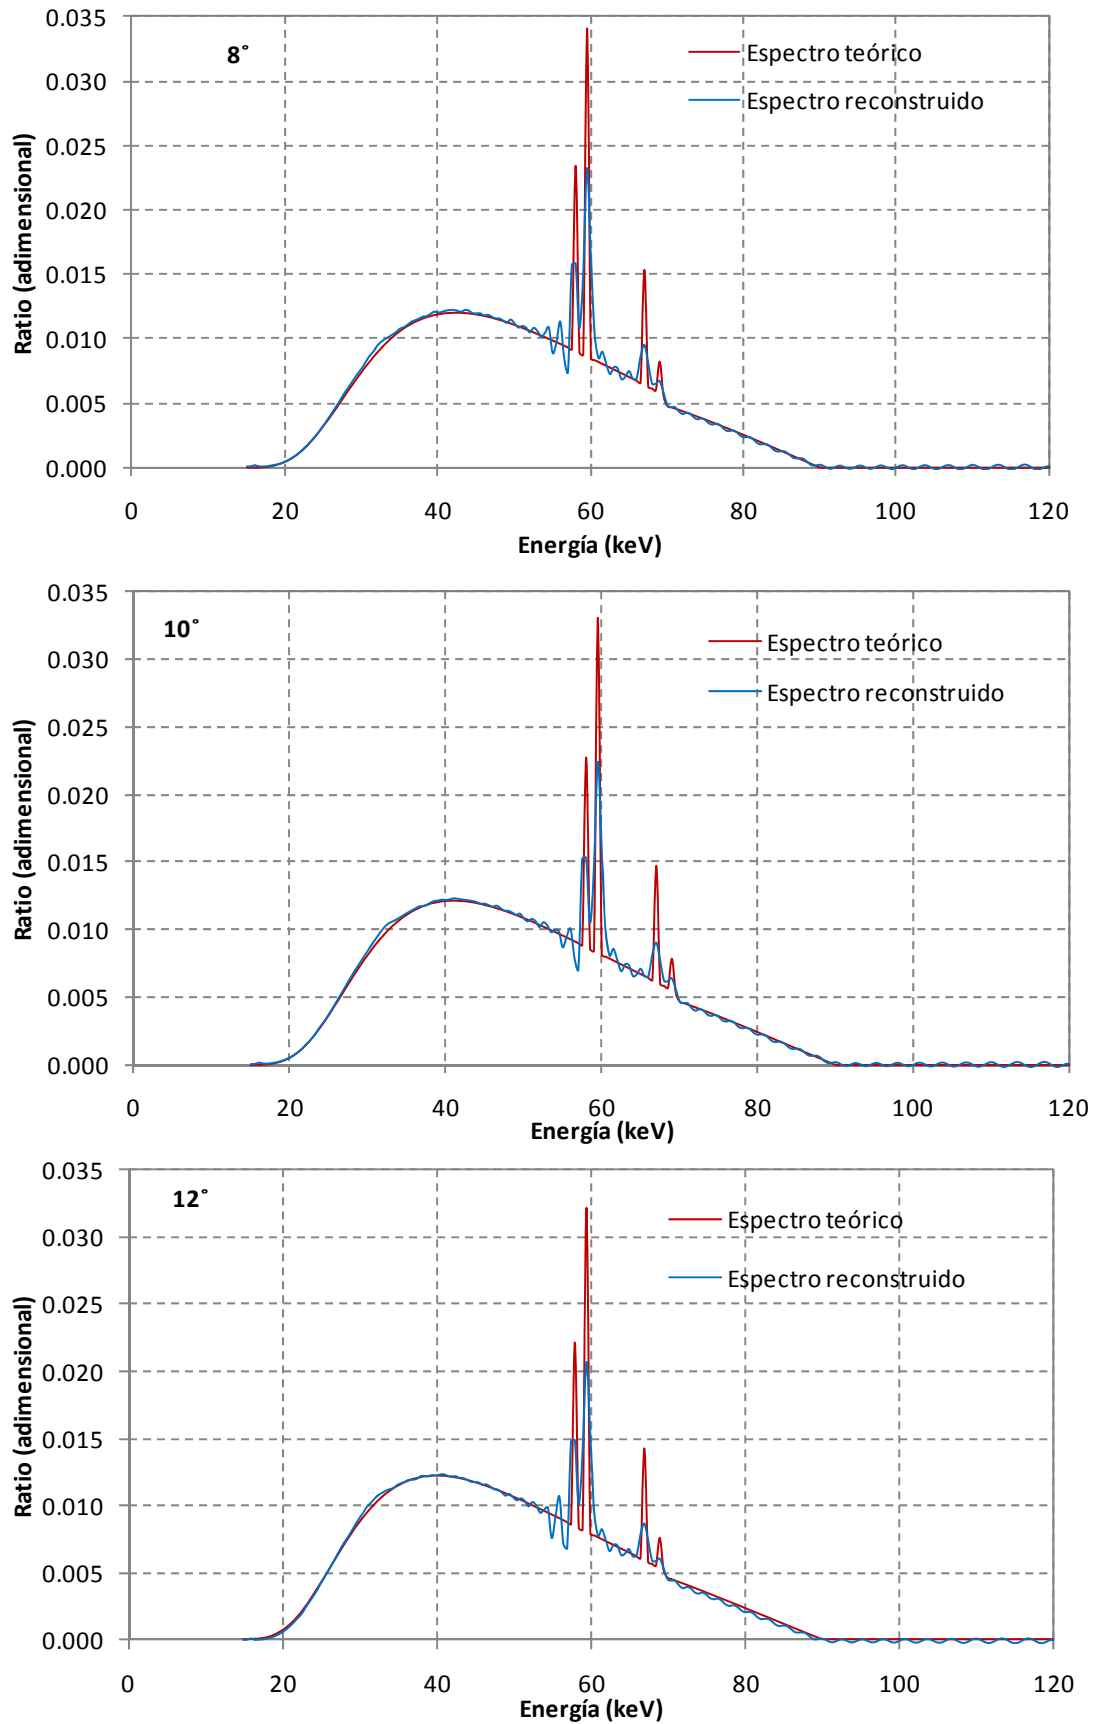 0.035
8°
Espectro teórico
0.030
Espectro reconstruido
0.025
0.020
0.015
0.010
0.005
0.000
Ratio (adimensional)
0 20 40 60 80 100 120
Energía (keV)
0.035
10°
Espectro teórico
0.030
Espectro reconstruido
0.025
0.020
0.015
0.010
0.005
0.000
Ratio (adimensional)
0 20 40 60 80 100 120
Energía (keV)
0.035
12°
Espectro teórico
0.030
Espectro reconstruido
0.025
0.020
0.015
0.010
0.005
0.000
Ratio (adimensional)
0 20 40 60 80 100 120
Energía (keV)